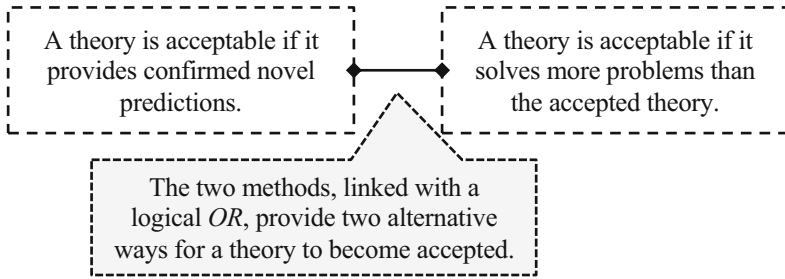 A theory is acceptable if it
provides confirmed novel
predictions.
A theory is acceptable if it
solves more problems than
the accepted theory.
The two methods, linked with a
logical OR, provide two alternative
ways for a theory to become accepted.